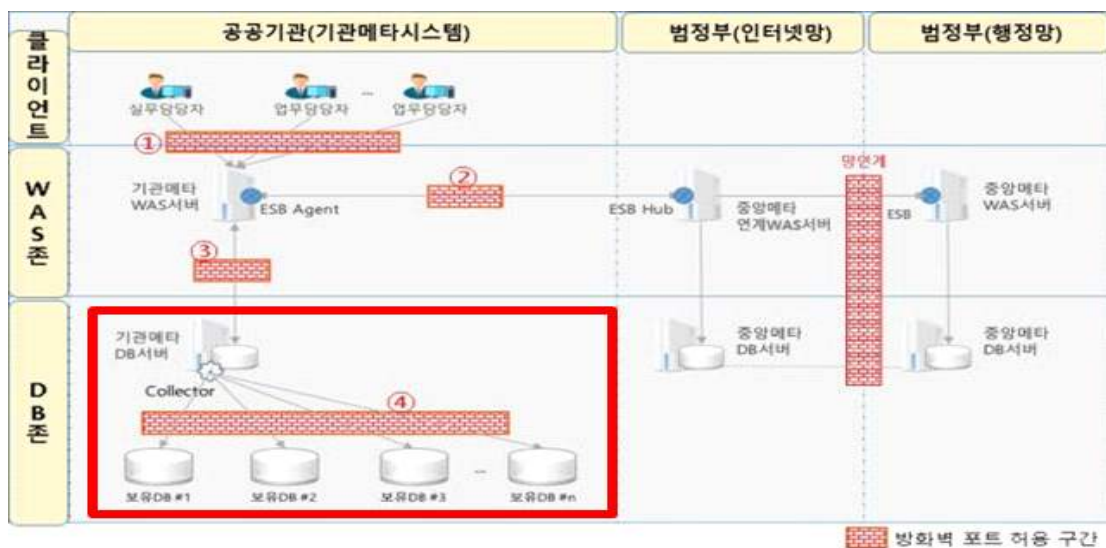 공공기관(기관메타시스템)
범정부(인터넷망)
범정부(행정망)
클라이언트
실무담당자
업무담당자
...
업무담당자
①
WAS존
기관메타
WAS서버
ESB Agent
②
ESB Hub
중앙메타
연계WAS서버
망연계
ESB
중앙메타
WAS서버
③
DB존
기관메타
DB서버
Collector
④
보유DB #1
보유DB #2
보유DB #3
...
보유DB #n
중앙메타
DB서버
중앙메타
DB서버
방화벽 포트 허용 구간